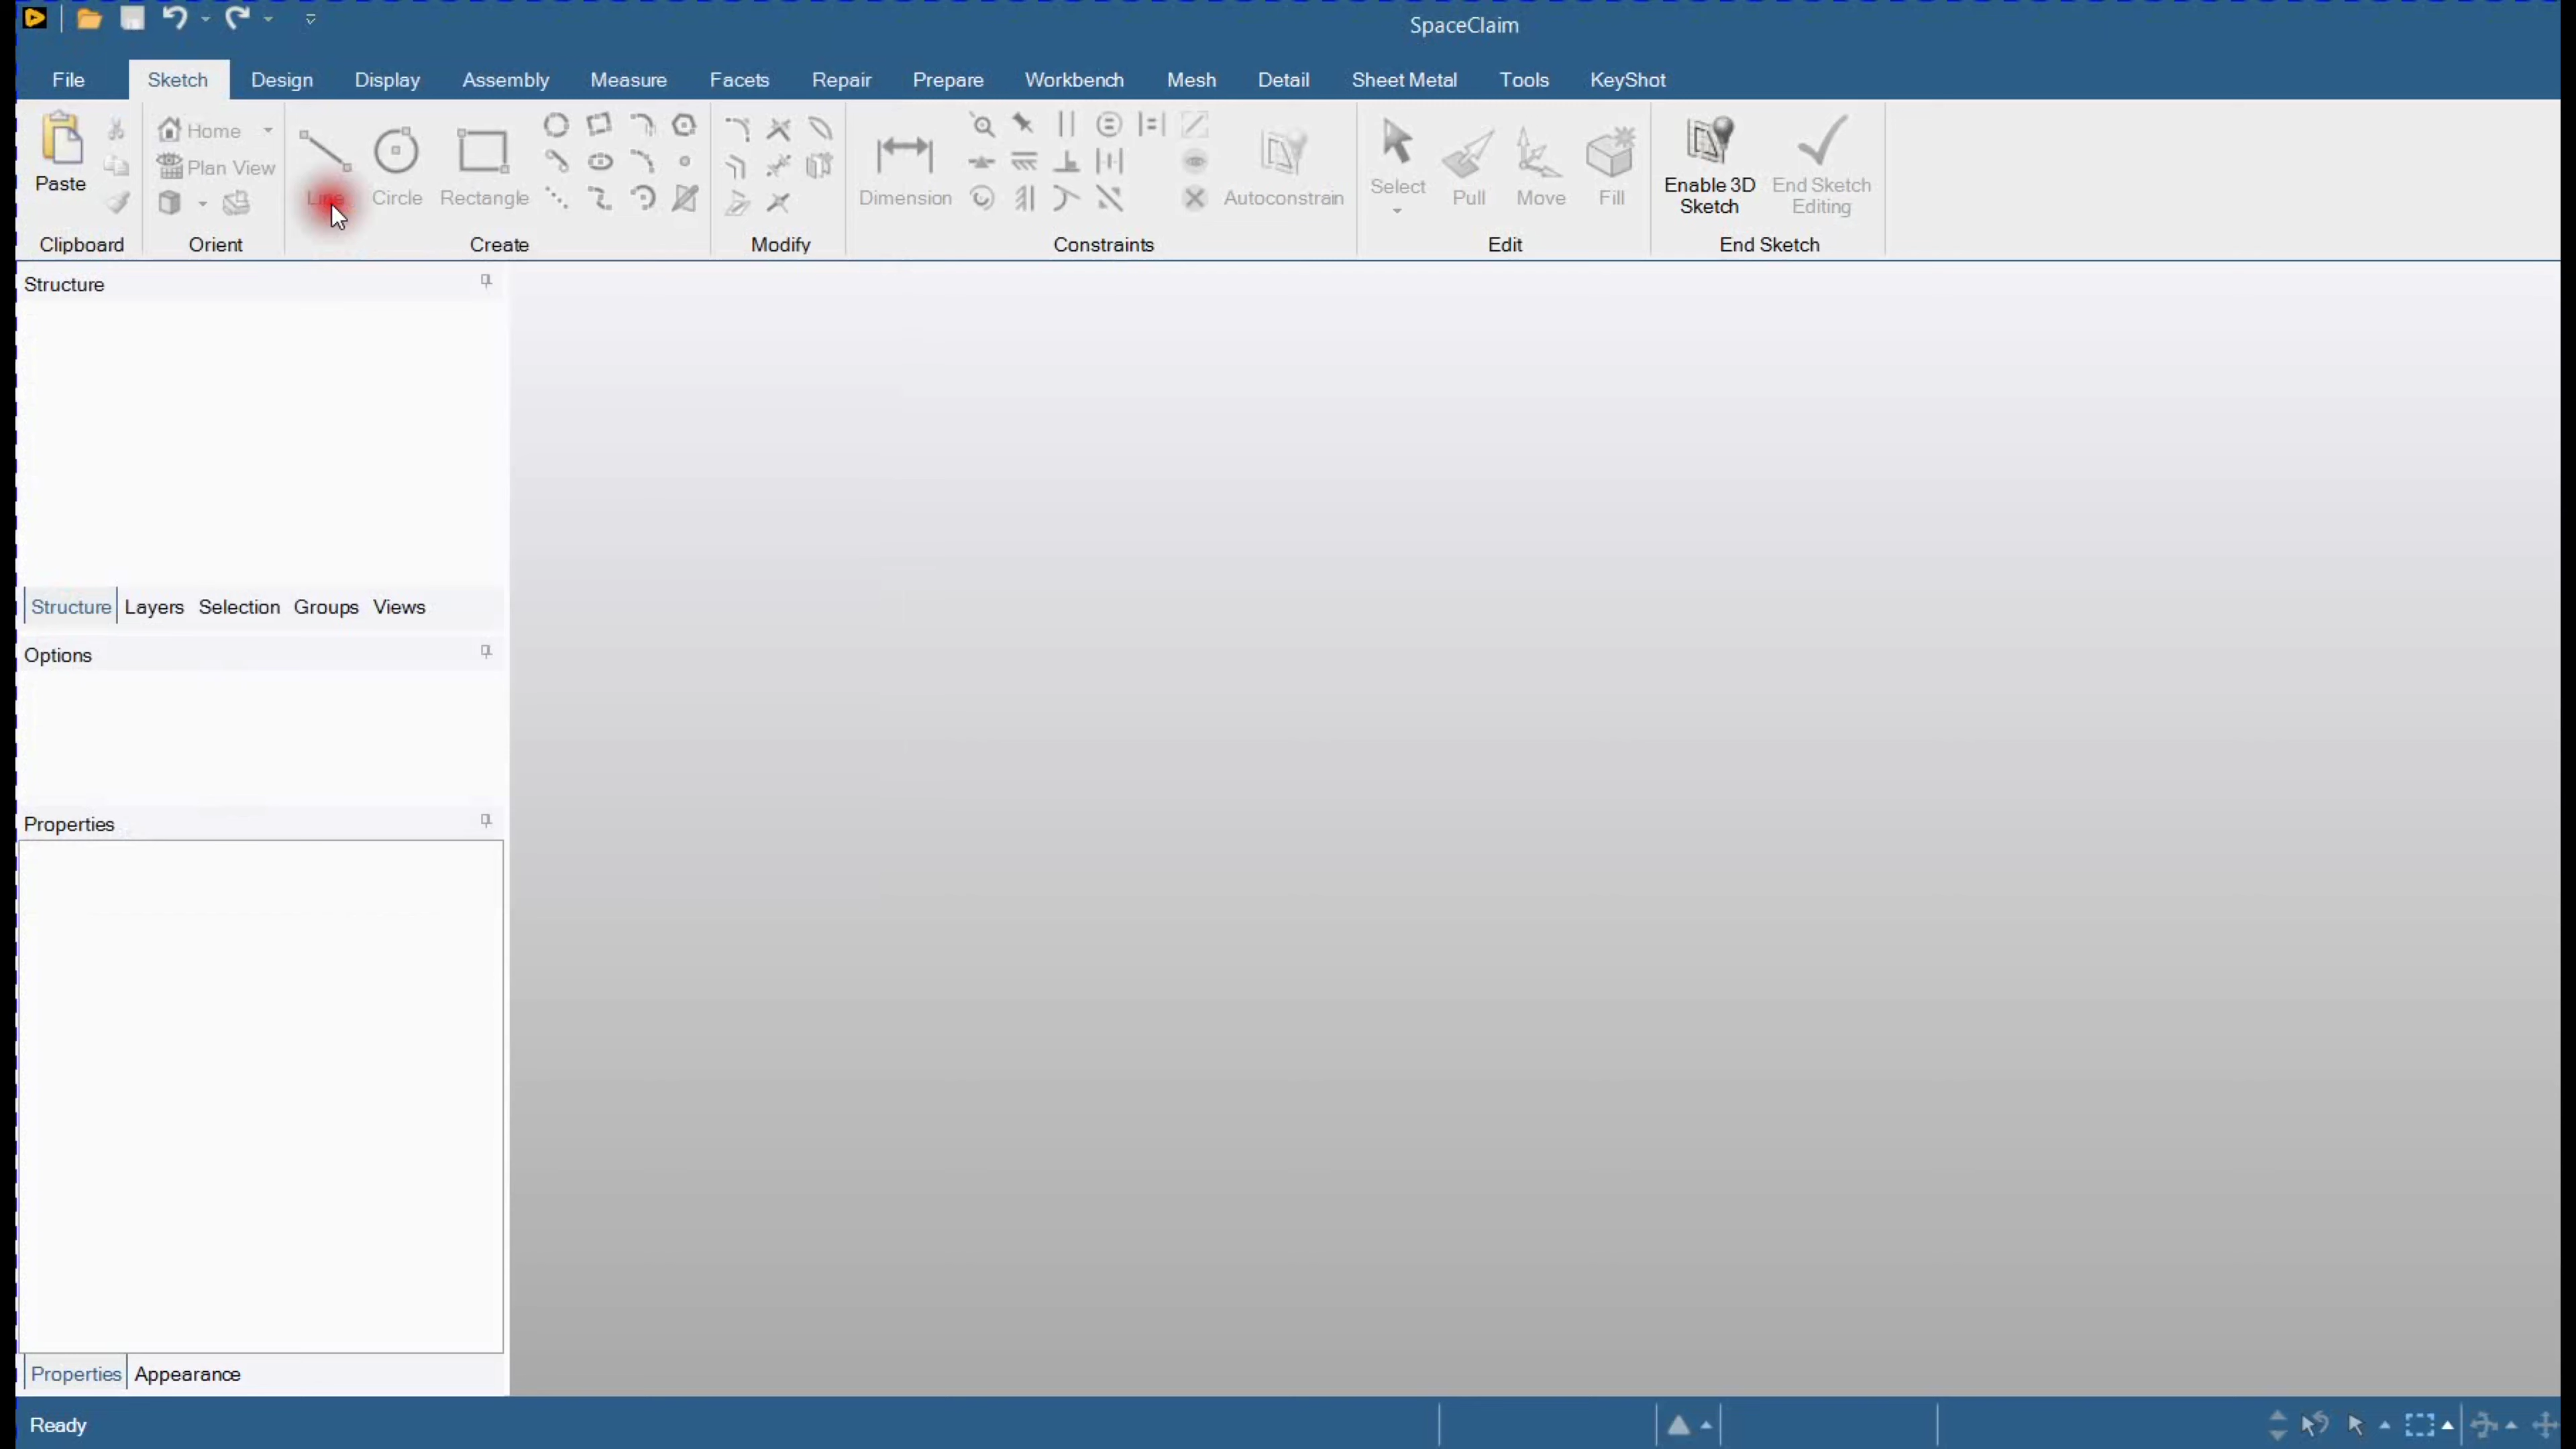 SpaceClaim
File Sketch Design Display Assembly Measure Facets Repair Prepare Workbench Mesh Detail Sheet Metal Tools KeyShot
Home
Plan View
Paste
Line Circle Rectangle
Dimension
Autoconstrain
Select Pull Move Fill
Enable 3D Sketch
End Sketch Editing
Clipboard Orient Create Modify Constraints Edit End Sketch
Structure
Structure Layers Selection Groups Views
Options
Properties
Properties Appearance
Ready